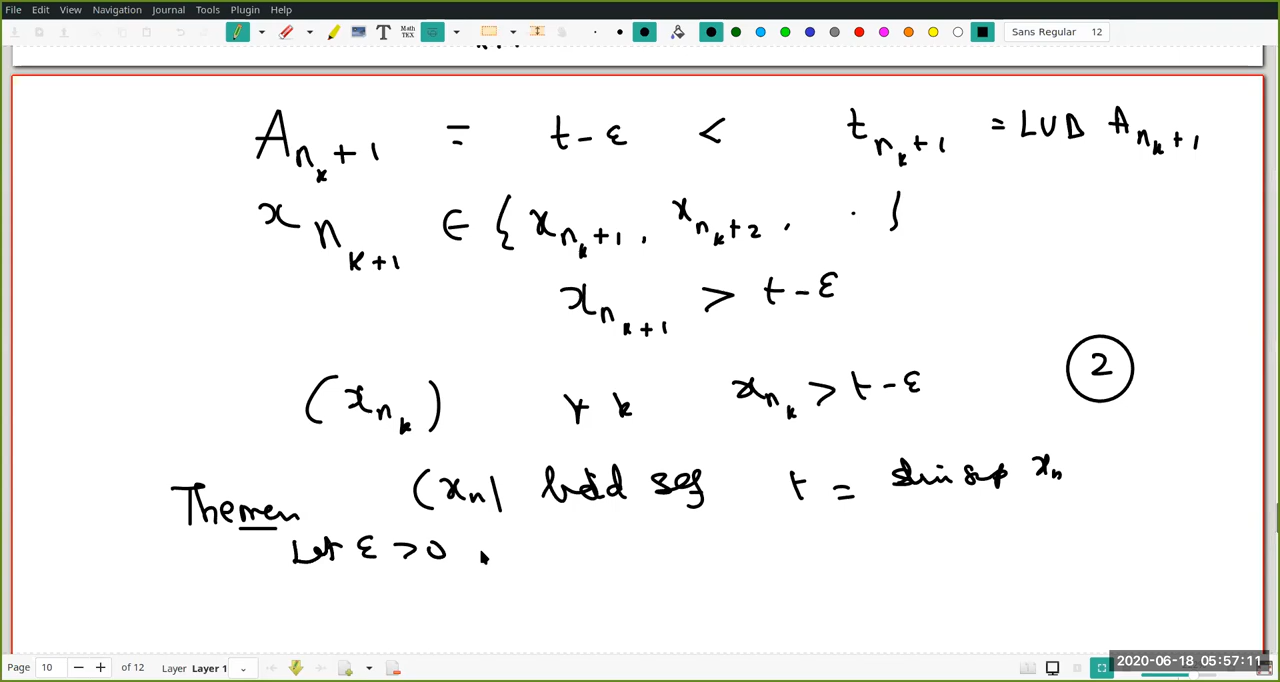 File Edit View Navigation Journal Tools Plugin Help
Sans Regular 12
A_{n_k+1} = t-ε < t_{n_k+1} = LUB A_{n_k+1}
x_{n_{k+1}} ∈ { x_{n_k+1}, x_{n_k+2}, . }
x_{n_{k+1}} > t-ε
(x_{n_k}) ∀ k x_{n_k} > t-ε ②
Theorem (x_n) bdd seq t = lim sup x_n
Let ε > 0 ,
Page 10 of 12 Layer Layer 1 2020-06-18 05:57:11